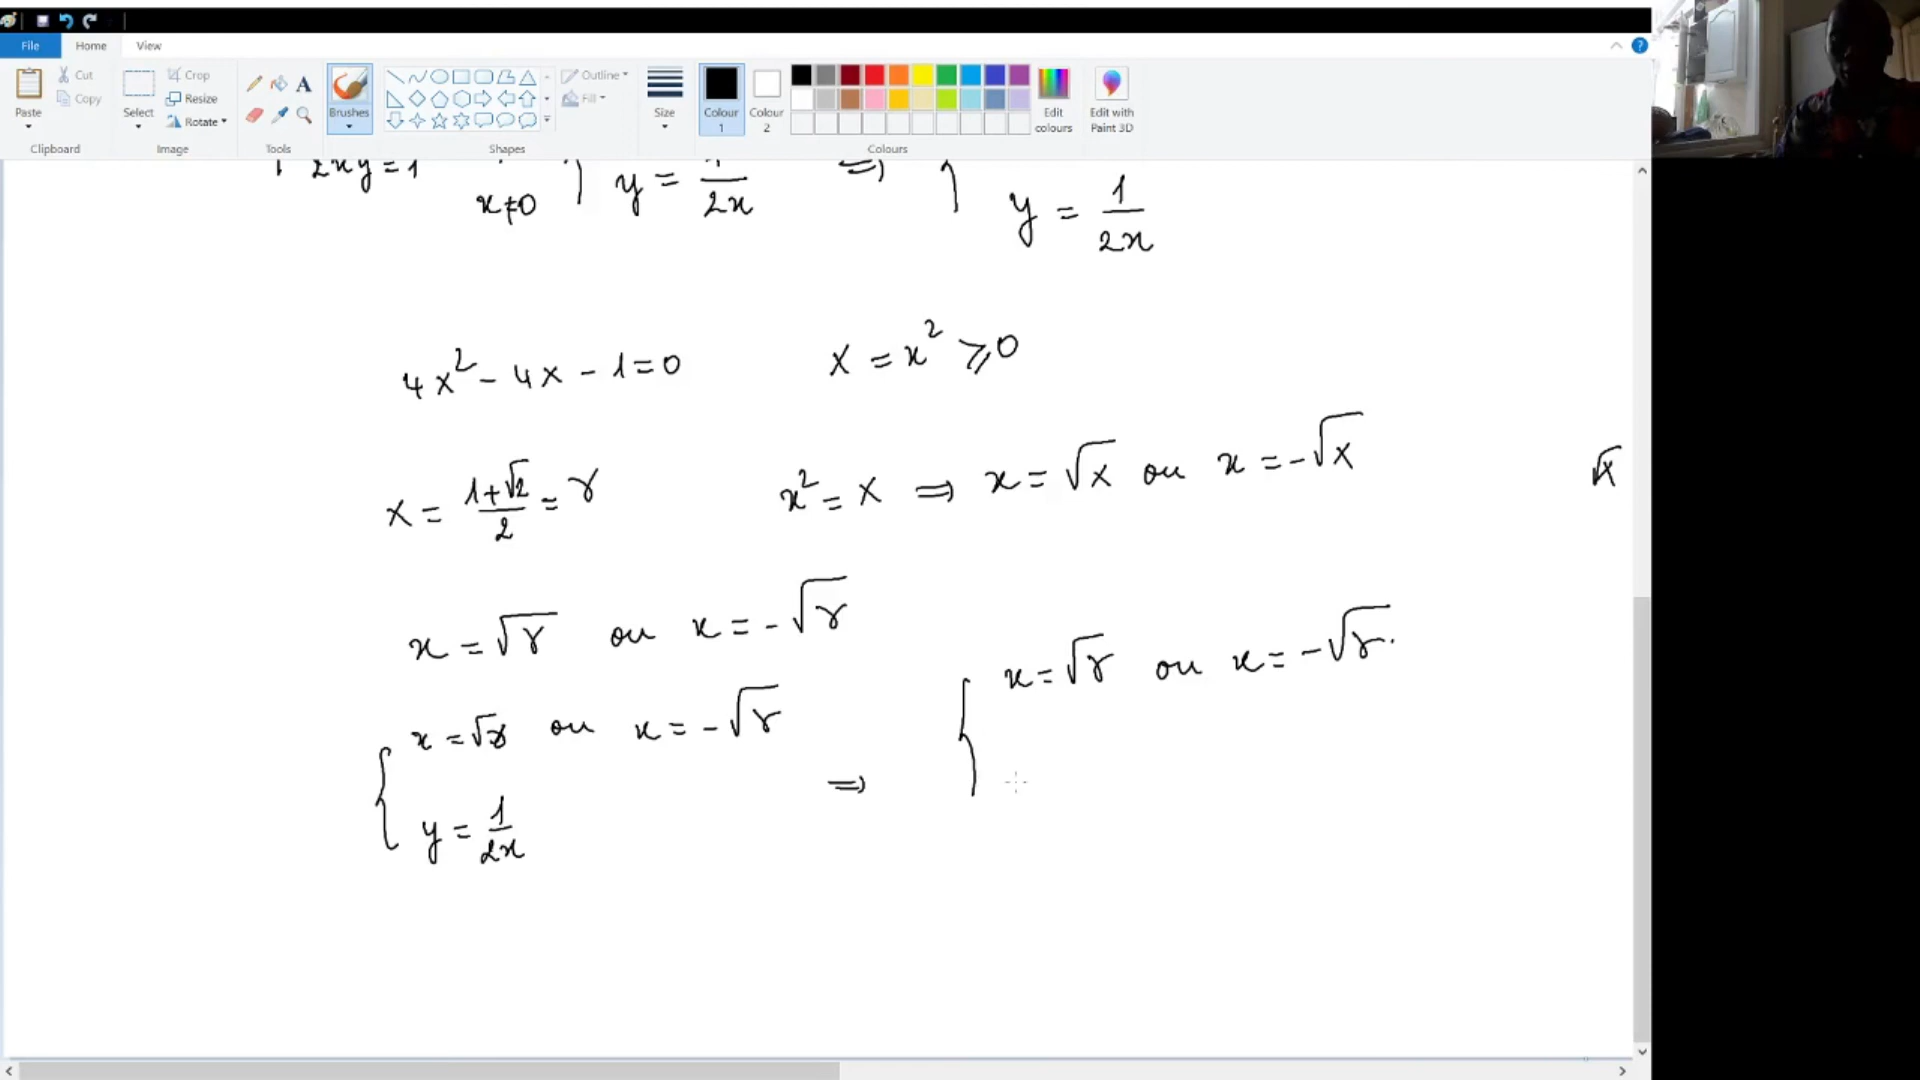 File Home View
Paste Cut Copy Select Crop Resize Rotate A Brushes Outline Fill Size Colour 1 Colour 2 Edit colours Edit with Paint 3D
Clipboard Image Tools Shapes Colours
2xy = 1 x≠0 { y = 1/2x ⇒ { y = 1/2x
4X² - 4X - 1 = 0 X = x² ⩾ 0
X = (1+√2)/2 = γ x² = X ⇒ x = √X ou x = -√X √X
x = √γ ou x = -√γ
{ x = √γ ou x = -√γ ⇒ { x = √γ ou x = -√γ.
y = 1/2x